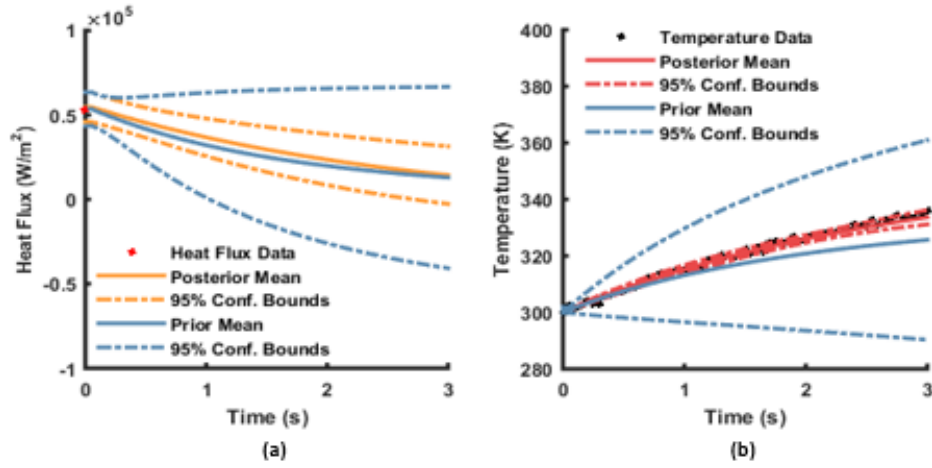 ×10⁵
1
0.5
0
-0.5
-1
Heat Flux (W/m²)
Heat Flux Data
Posterior Mean
95% Conf. Bounds
Prior Mean
95% Conf. Bounds
0 1 2 3
Time (s)
(a)
400
380
360
340
320
300
280
Temperature (K)
Temperature Data
Posterior Mean
95% Conf. Bounds
Prior Mean
95% Conf. Bounds
0 1 2 3
Time (s)
(b)